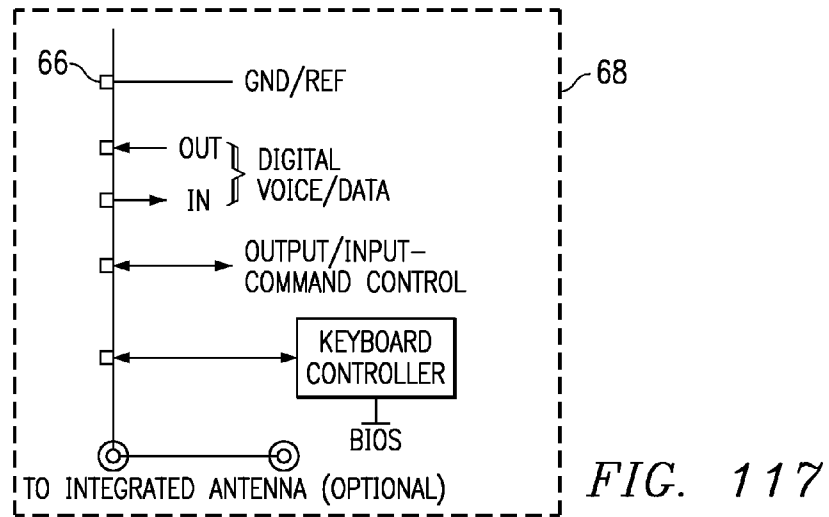 66
GND/REF
68
OUT
IN
DIGITAL
VOICE/DATA
OUTPUT/INPUT-
COMMAND CONTROL
KEYBOARD
CONTROLLER
BIOS
TO INTEGRATED ANTENNA (OPTIONAL)
FIG. 117